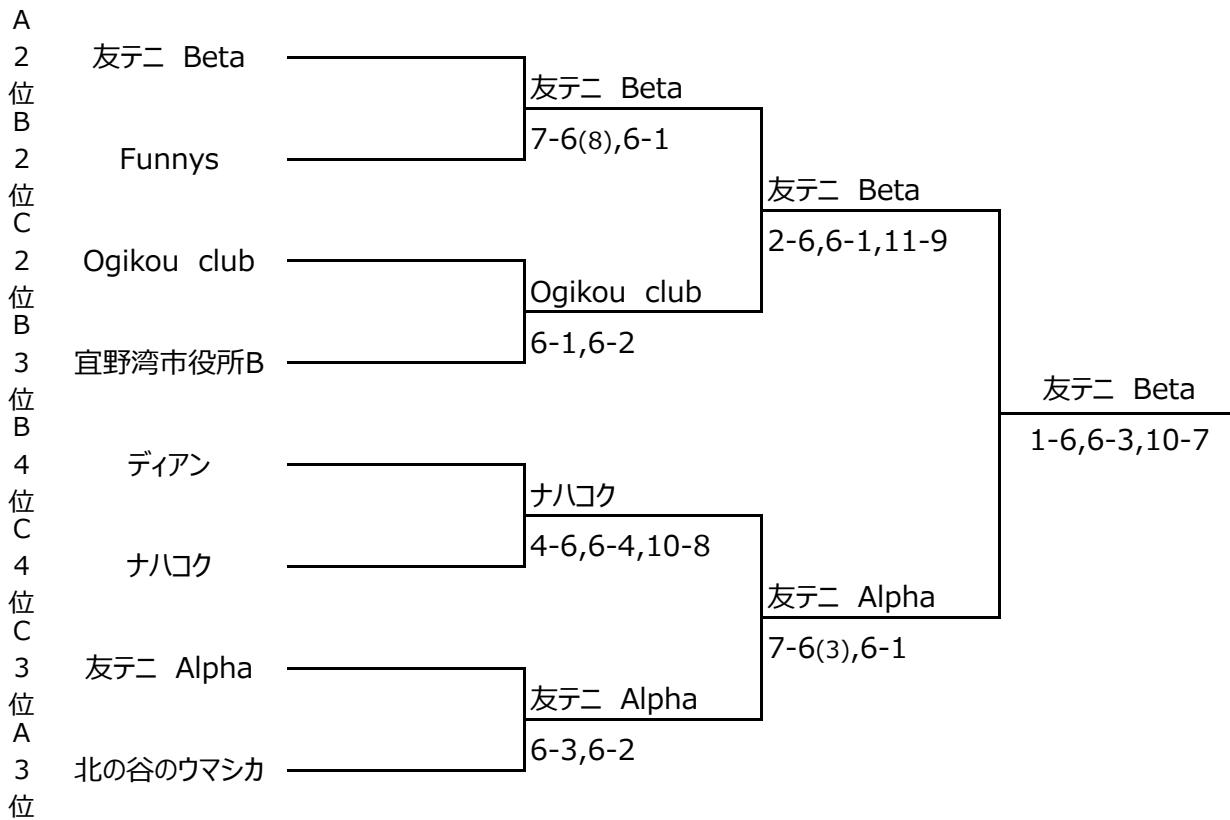 A
2
位
友テニ Beta
B
2
位
Funnys
C
2
位
Ogikou club
B
3
位
宜野湾市役所B
B
4
位
ディアン
C
4
位
ナハコク
C
3
位
友テニ Alpha
A
3
位
北の谷のウマシカ
友テニ Beta
7-6(8),6-1
Ogikou club
6-1,6-2
ナハコク
4-6,6-4,10-8
友テニ Alpha
6-3,6-2
友テニ Beta
2-6,6-1,11-9
友テニ Alpha
7-6(3),6-1
友テニ Beta
1-6,6-3,10-7